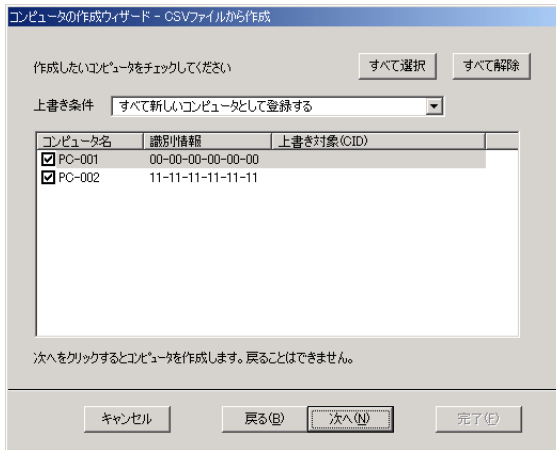 コンピュータの作成ウィザード - CSVファイルから作成
作成したいコンピュータをチェックしてください
すべて選択 すべて解除
上書き条件 すべて新しいコンピュータとして登録する
コンピュータ名 識別情報 上書き対象(CID)
PC-001 00-00-00-00-00-00
PC-002 11-11-11-11-11-11
次へをクリックするとコンピュータを作成します。戻ることはできません。
キャンセル 戻る(B) 次へ(N) 完了(F)